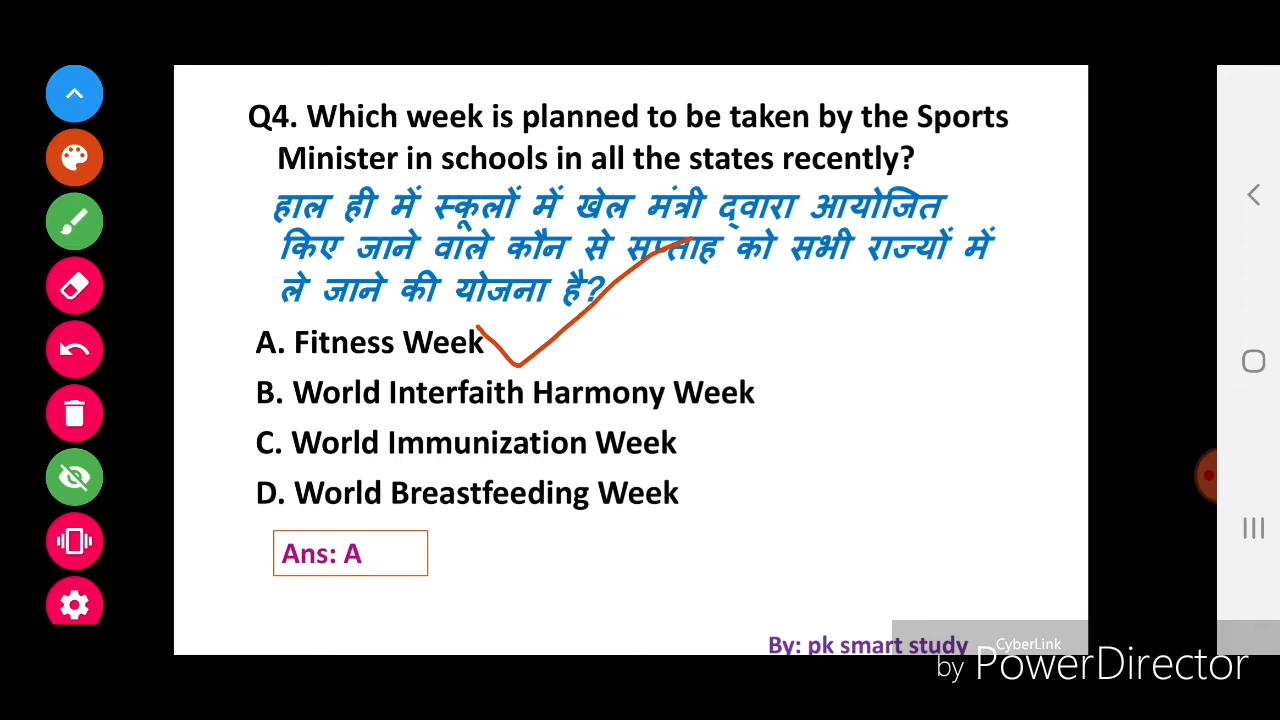 Q4. Which week is planned to be taken by the Sports
Minister in schools in all the states recently?
हाल ही में स्कूलों में खेल मंत्री द्वारा आयोजित
किए जाने वाले कौन से सप्ताह को सभी राज्यों में
ले जाने की योजना है?
A. Fitness Week
B. World Interfaith Harmony Week
C. World Immunization Week
D. World Breastfeeding Week
Ans: A
By: pk smart study
CyberLink
by PowerDirector